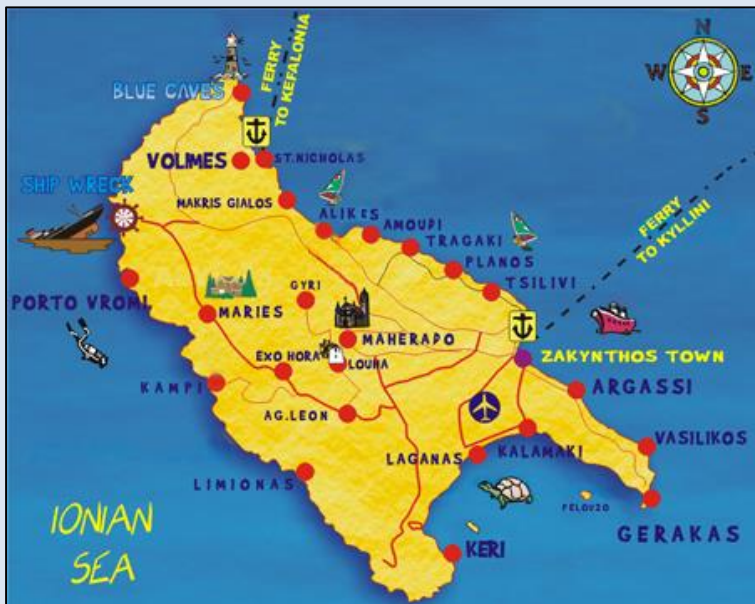 N
W E
S
FERRY
TO KEFALONIA
BLUE CAVES
VOLIMES
ST.NICHOLAS
SHIP WRECK
MAKRIS GIALOS
ALIKES
AMOUDI
TRAGAKI
PLANOS
TSILIVI
FERRY
TO KYLLINI
PORTO VROMI
GYRI
MARIES
MAHERADO
EXO HORA
LOUHA
ZAKYNTHOS TOWN
KAMPI
ARGASSI
AG.LEON
VASILIKOS
LAGANAS
KALAMAKI
LIMIONAS
PELOUZO
GERAKAS
KERI
IONIAN
SEA